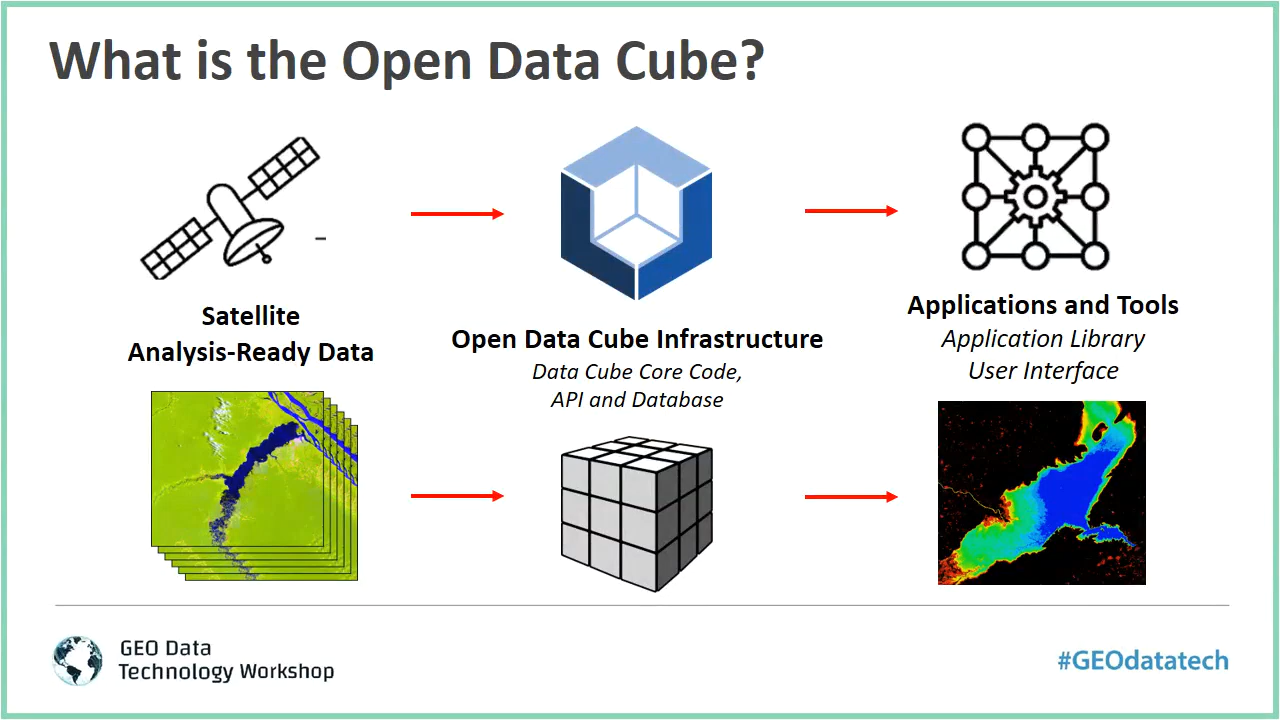 What is the Open Data Cube?
Satellite
Analysis-Ready Data
Open Data Cube Infrastructure
Data Cube Core Code,
API and Database
Applications and Tools
Application Library
User Interface
GEO Data
Technology Workshop
#GEOdatatech